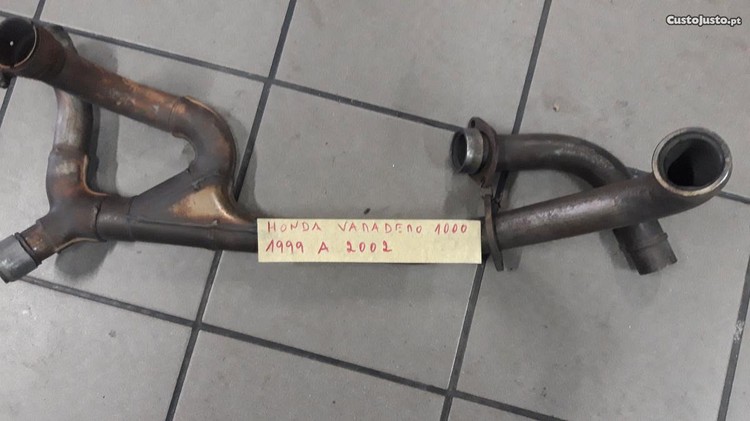 CustoJusto.pt
HONDA VARADERO 1000
1999 A 2002